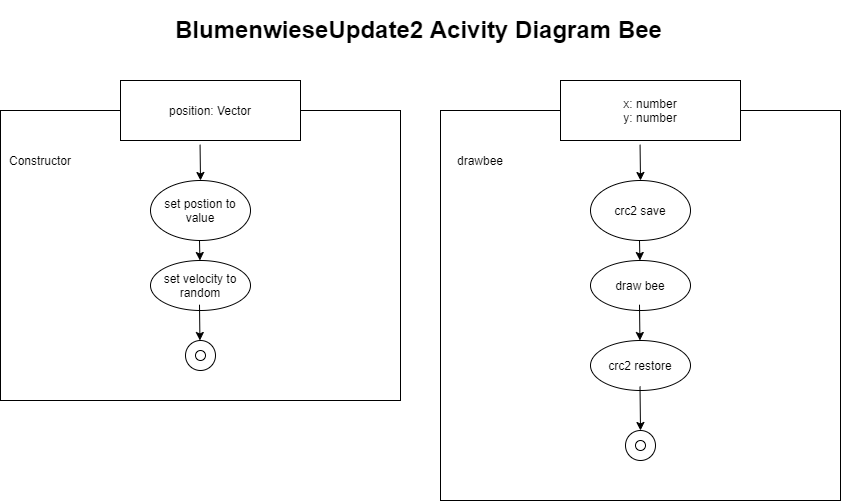 BlumenwieseUpdate2 Acivity Diagram Bee
position: Vector
Constructor
set postion to
value
set velocity to
random
x: number
y: number
drawbee
crc2 save
draw bee
crc2 restore